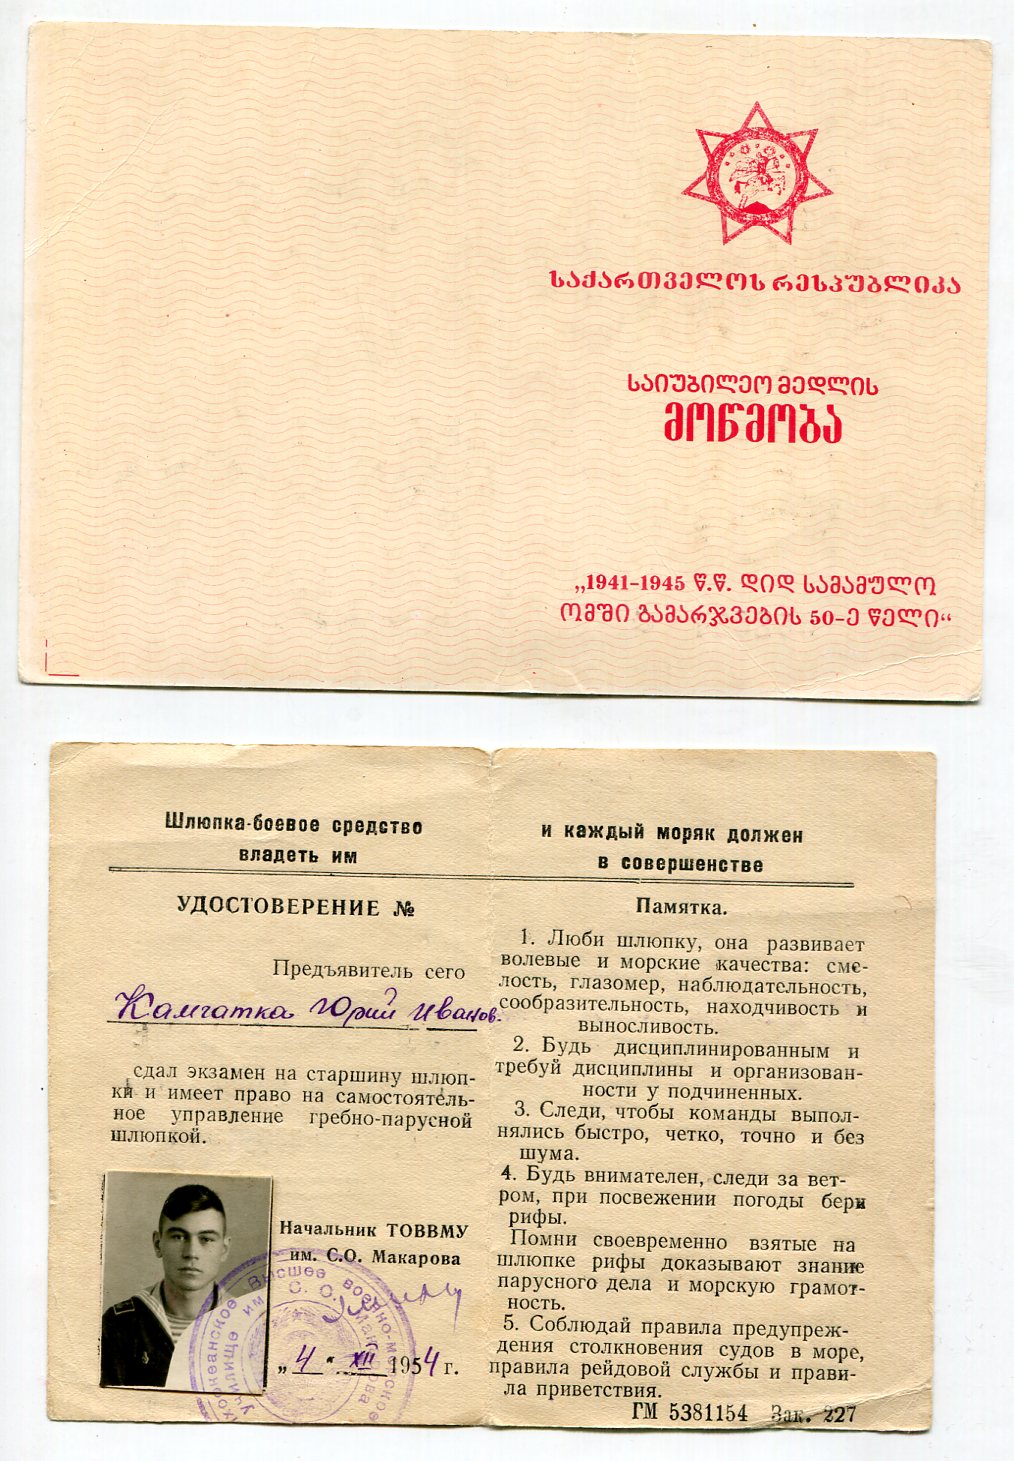 საქართველოს რესპუბლიკა
საიუბილეო მედლის
მოწმობა
„1941-1945 წ.წ. დიდ სამამულო
ომში გამარჯვების 50-ე წელი“
Шлюпка-боевое средство
владеть им
УДОСТОВЕРЕНИЕ №
Предъявитель сего
Камчатка Юрий Иванов.
сдал экзамен на старшину шлюп-
ки и имеет право на самостоятель-
ное управление гребно-парусной
шлюпкой.
Начальник ТОВВМУ
им. С.О. Макарова
„4“ XII 1954 г.
Высшее военно-морское
училище им. С. О. Макарова
и каждый моряк должен
в совершенстве
Памятка.
1. Люби шлюпку, она развивает
волевые и морские качества: сме-
лость, глазомер, наблюдательность,
сообразительность, находчивость и
выносливость.
2. Будь дисциплинированным и
требуй дисциплины и организован-
ности у подчиненных.
3. Следи, чтобы команды выпол-
нялись быстро, четко, точно и без
шума.
4. Будь внимателен, следи за вет-
ром, при посвежении погоды бери
рифы.
Помни своевременно взятые на
шлюпке рифы доказывают знание
парусного дела и морскую грамот-
ность.
5. Соблюдай правила предупреж-
дения столкновения судов в море,
правила рейдовой службы и прави-
ла приветствия.
ГМ 5381154 Зак. 227